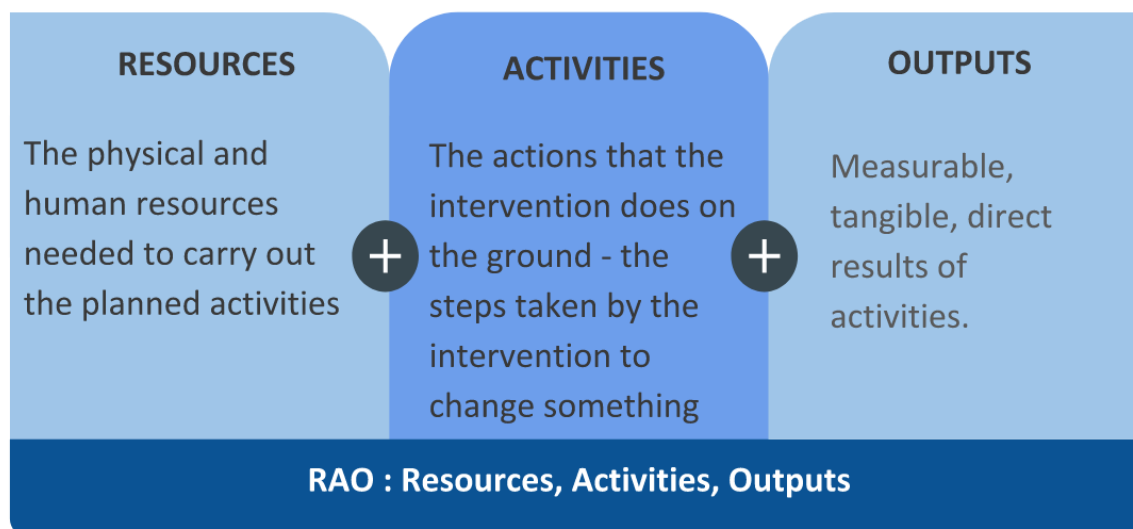 RESOURCES
The physical and
human resources
needed to carry out
the planned activities
+
ACTIVITIES
The actions that the
intervention does on
the ground - the
steps taken by the
intervention to
change something
+
OUTPUTS
Measurable,
tangible, direct
results of
activities.
RAO : Resources, Activities, Outputs